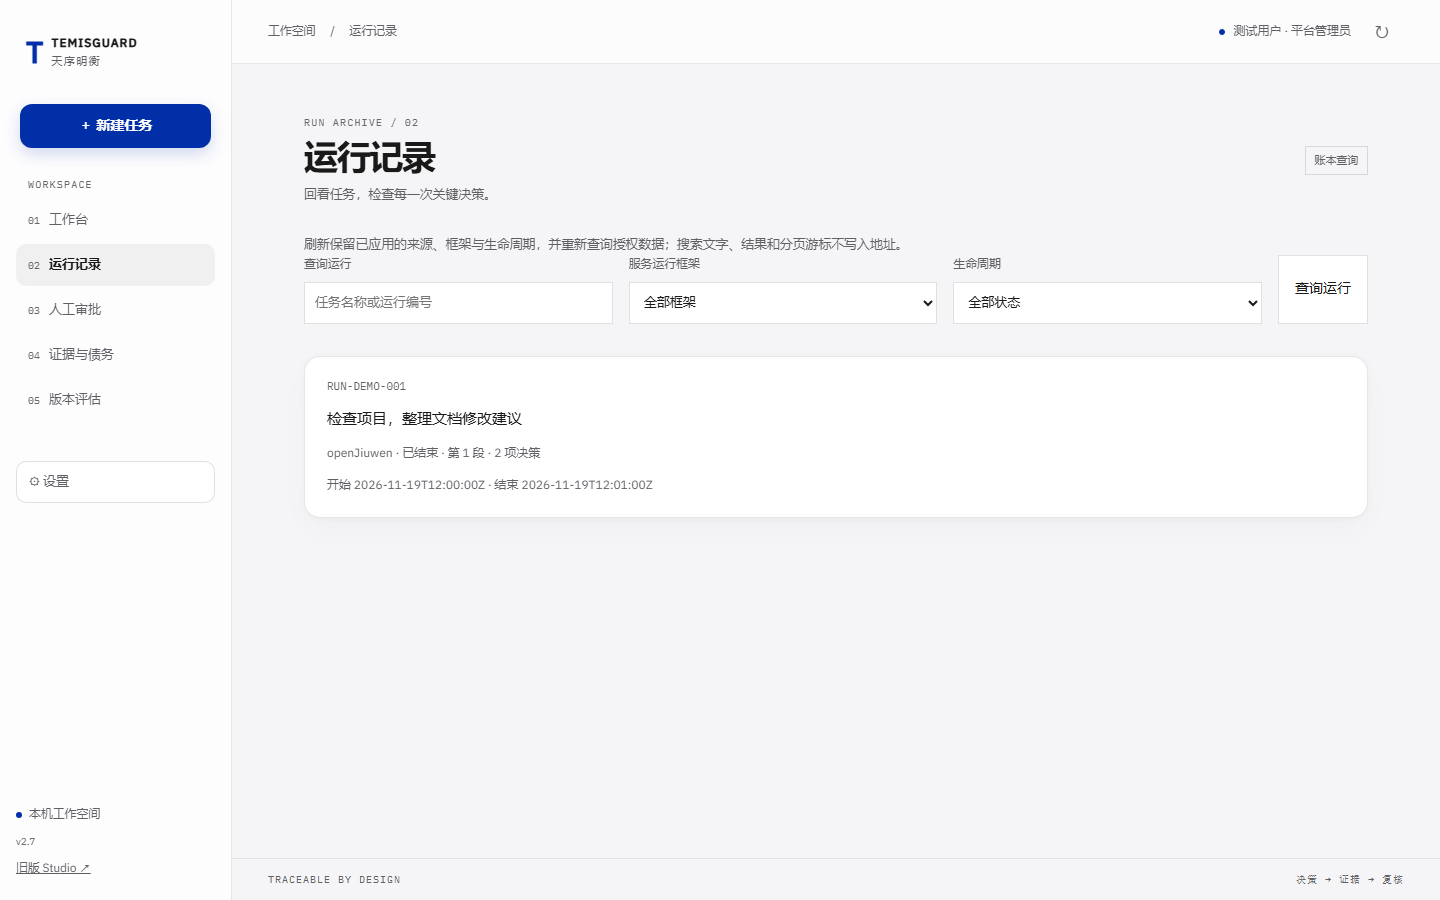 TEMISGUARD
天序明衡
+ 新建任务
WORKSPACE
01 工作台
02 运行记录
03 人工审批
04 证据与债务
05 版本评估
⚙ 设置
本机工作空间
v2.7
旧版 Studio ↗
工作空间 / 运行记录
测试用户 · 平台管理员 ↻
RUN ARCHIVE / 02
运行记录
账本查询
回看任务，检查每一次关键决策。
刷新保留已应用的来源、框架与生命周期，并重新查询授权数据；搜索文字、结果和分页游标不写入地址。
查询运行
任务名称或运行编号
服务运行框架
全部框架
生命周期
全部状态
查询运行
RUN-DEMO-001
检查项目，整理文档修改建议
openJiuwen · 已结束 · 第 1 段 · 2 项决策
开始 2026-11-19T12:00:00Z · 结束 2026-11-19T12:01:00Z
TRACEABLE BY DESIGN
决策 → 证据 → 复核